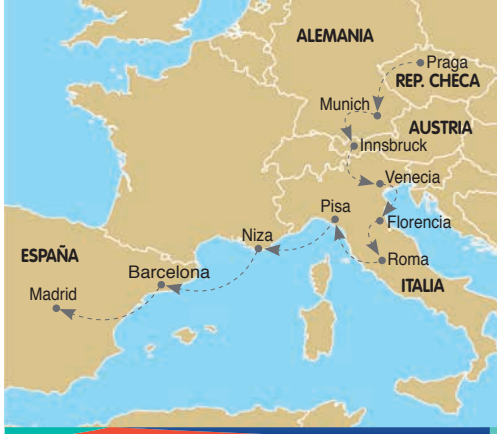 ALEMANIA
Praga
REP. CHECA
Munich
AUSTRIA
Innsbruck
Venecia
Pisa
Florencia
Niza
ESPAÑA
Roma
Barcelona
ITALIA
Madrid